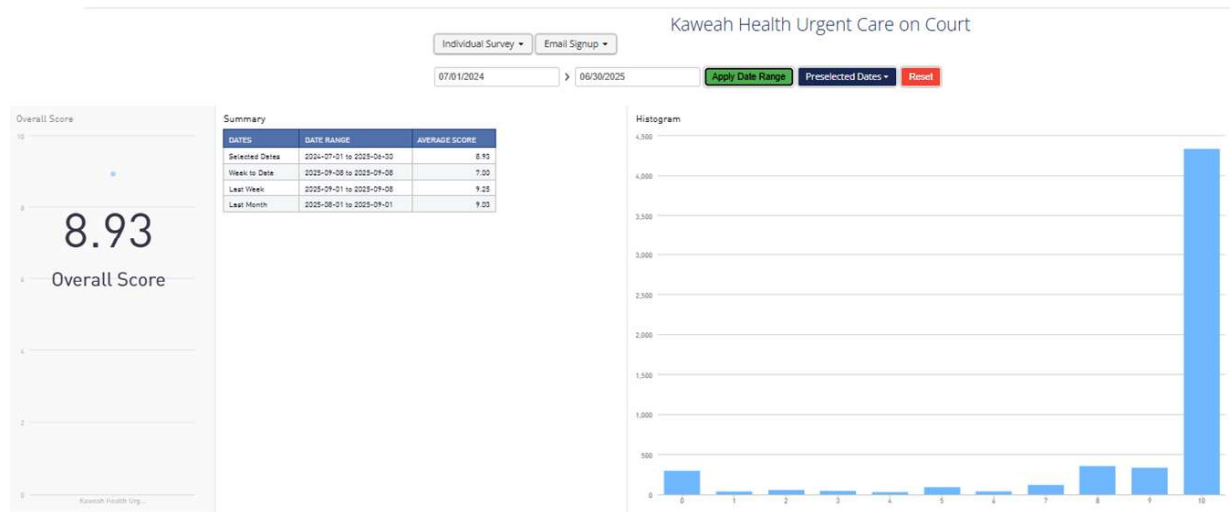 Kaweah Health Urgent Care on Court
Individual Survey
Email Signup
07/01/2024 > 06/30/2025 Apply Date Range Preselected Dates Reset
Overall Score
10
8
6
4
2
0
8.93
Overall Score
Kaweah Health Urg...
Summary
DATES DATE RANGE AVERAGE SCORE
Selected Dates 2024-07-01 to 2025-06-30 8.93
Week to Date 2025-09-08 to 2025-09-08 7.00
Last Week 2025-09-01 to 2025-09-08 9.25
Last Month 2025-08-01 to 2025-09-01 9.03
Histogram
4,500
4,000
3,500
3,000
2,500
2,000
1,500
1,000
500
0
0 1 2 3 4 5 6 7 8 9 10